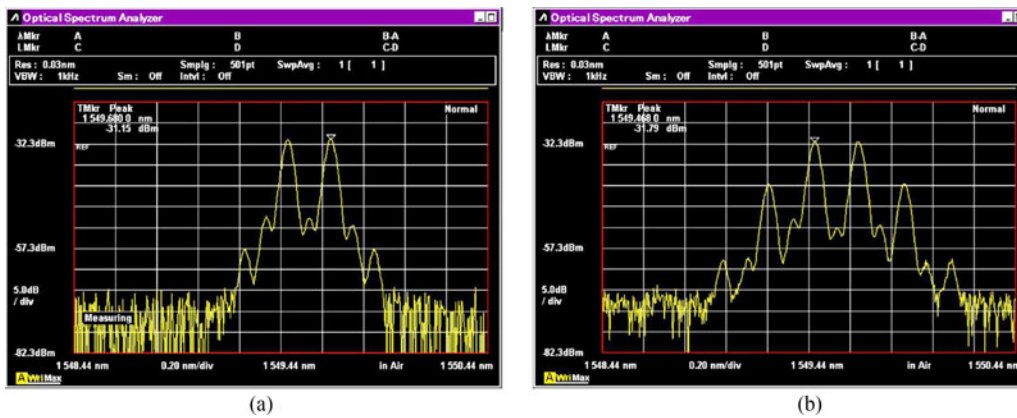 Optical Spectrum Analyzer
λMkr A B B-A
LMkr C D C-D
Res : 0.03nm Smplg : 501pt SwpAvg : 1 [ 1 ]
VBW : 1kHz Sm : Off Intvl : Off
TMkr Peak Normal
1 549.680 0 nm
-31.15 dBm
-32.3dBm
REF
-57.3dBm
5.0dB
/ div
Measuring
-82.3dBm
1 548.44 nm 0.20 nm/div 1 549.44 nm in Air 1 550.44 nm
A Wri Max
(a)
Optical Spectrum Analyzer
λMkr A B B-A
LMkr C D C-D
Res : 0.03nm Smplg : 501pt SwpAvg : 1 [ 1 ]
VBW : 1kHz Sm : Off Intvl : Off
TMkr Peak Normal
1 549.468 0 nm
-31.79 dBm
-32.3dBm
REF
-57.3dBm
5.0dB
/ div
-82.3dBm
1 548.44 nm 0.20 nm/div 1 549.44 nm in Air 1 550.44 nm
A Wri Max
(b)